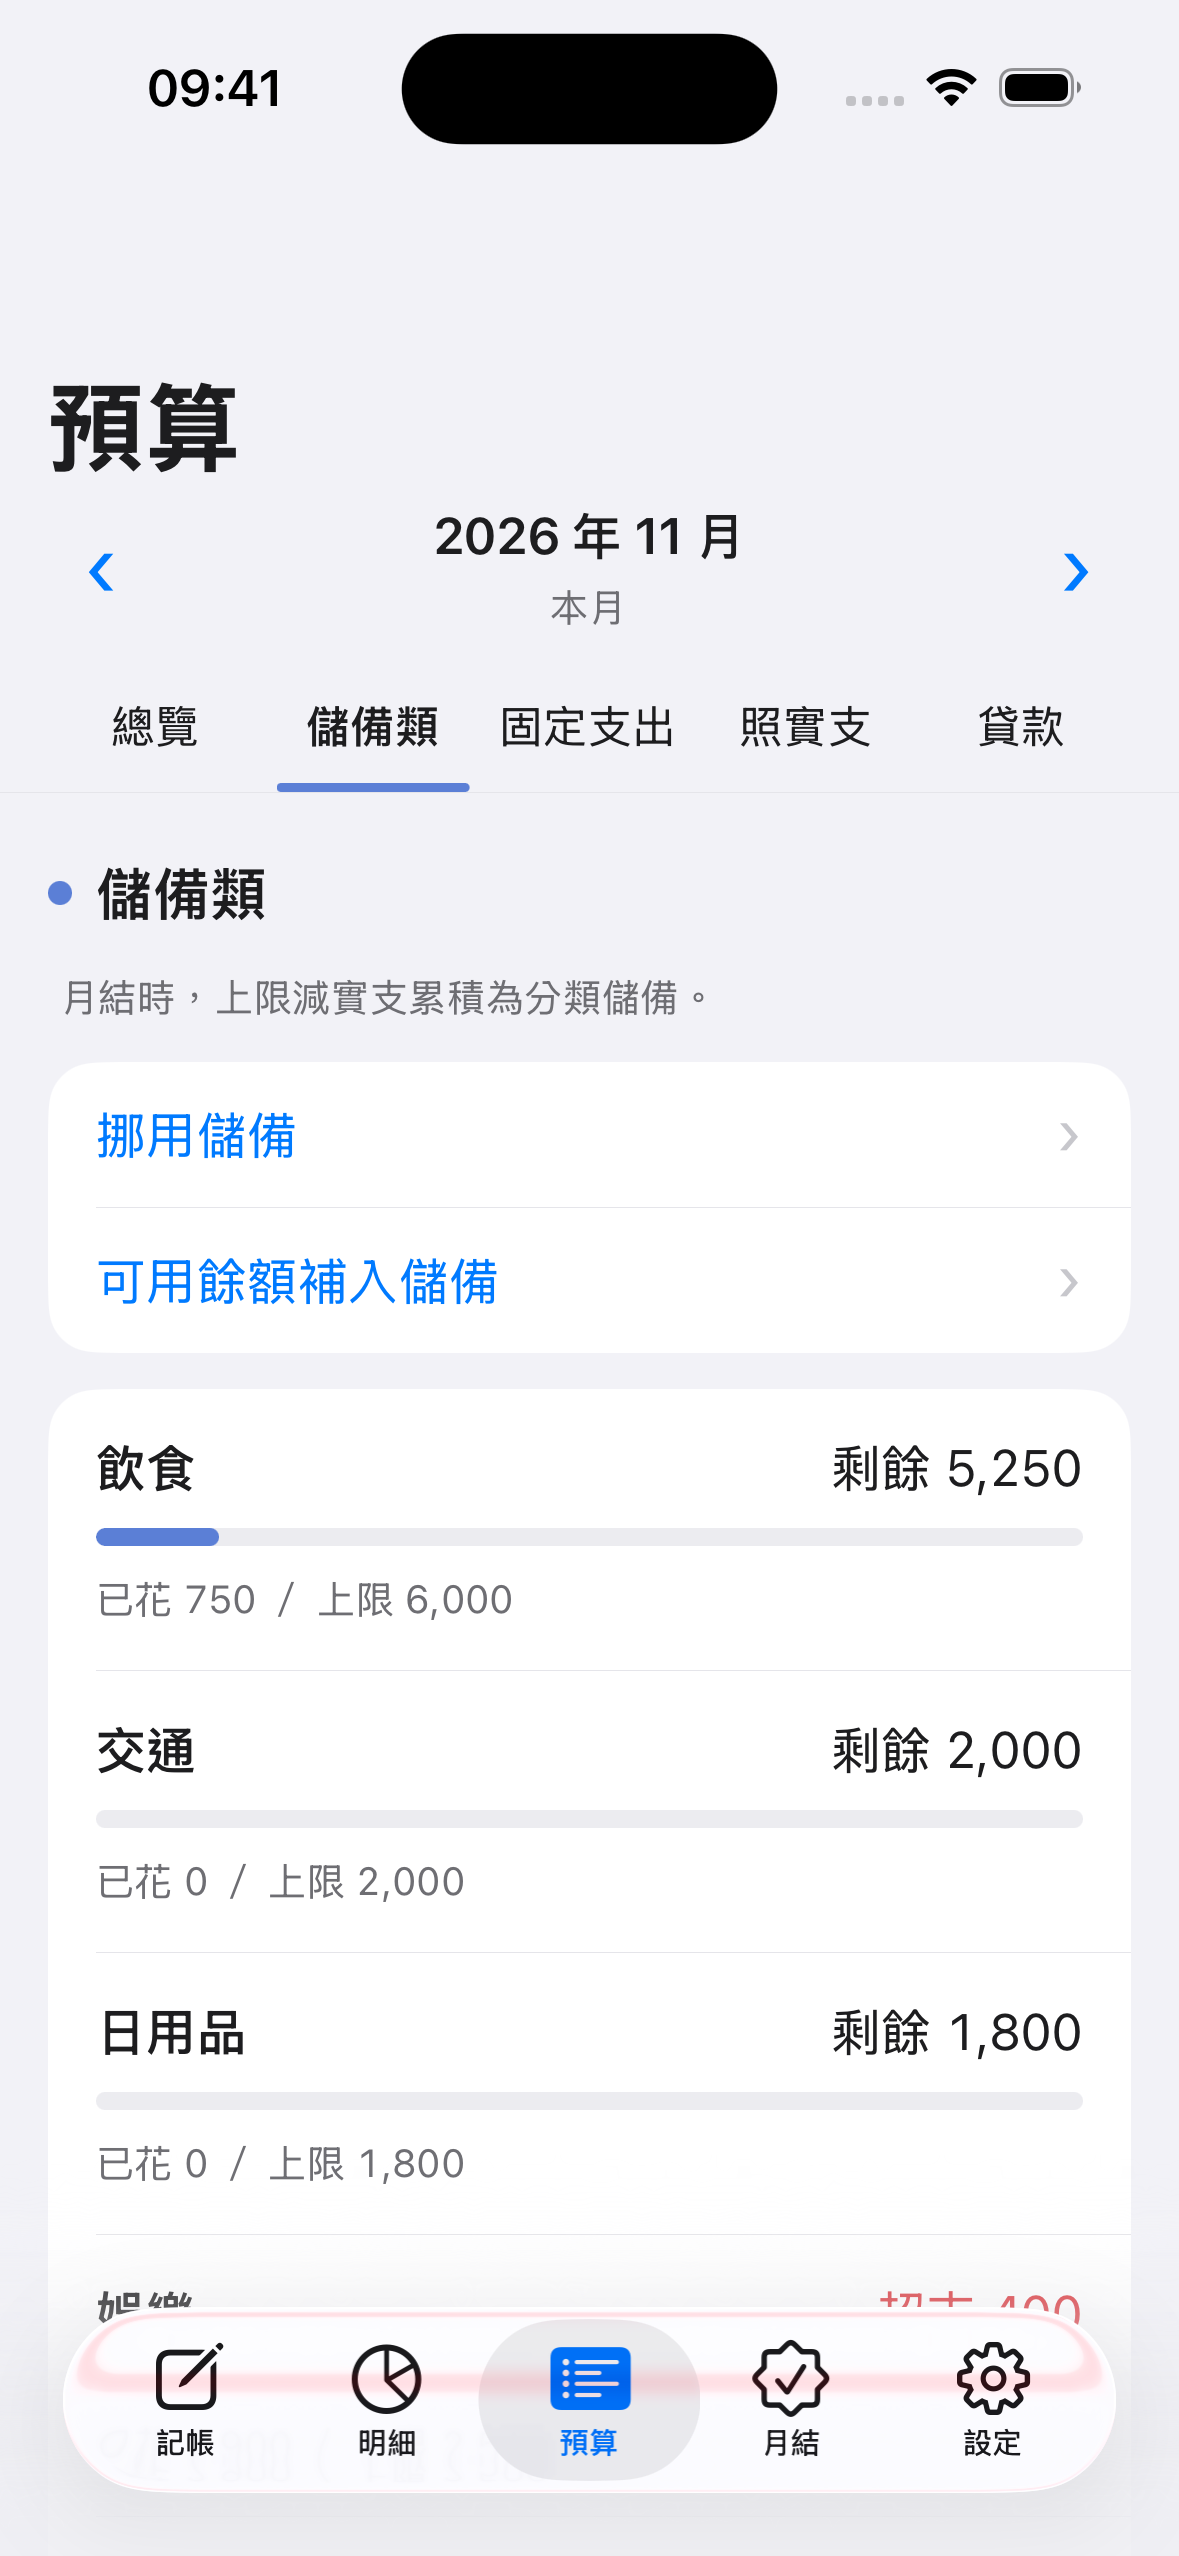 09:41
預算
2026 年 11 月
本月
總覽 儲備類 固定支出 照實支 貸款
儲備類
月結時，上限減實支累積為分類儲備。
挪用儲備
可用餘額補入儲備
飲食 剩餘 5,250
已花 750 / 上限 6,000
交通 剩餘 2,000
已花 0 / 上限 2,000
日用品 剩餘 1,800
已花 0 / 上限 1,800
娛樂 超支 400
記帳 明細 預算 月結 設定